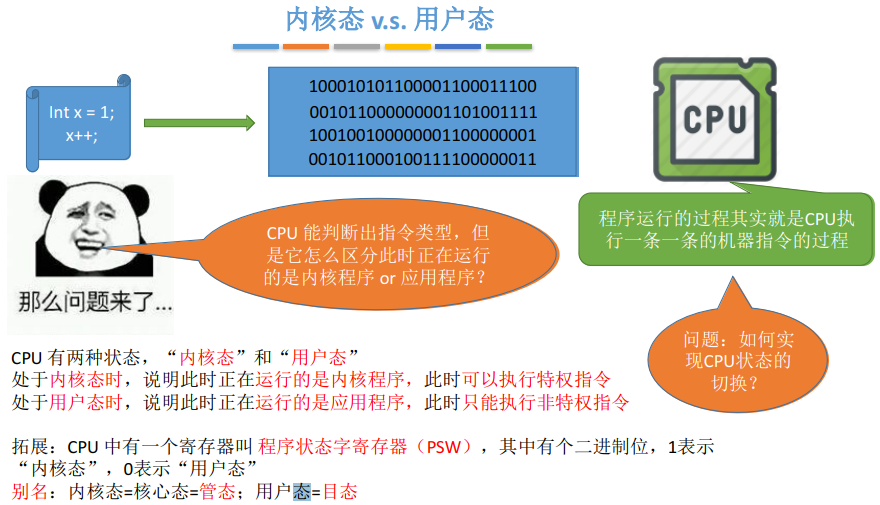 内核态 v.s. 用户态
Int x = 1;
x++;
100010101100001100011100
001011000000001101001111
100100100000001100000001
001011000100111100000011
CPU
CPU 能判断出指令类型，但
是它怎么区分此时正在运行
的是内核程序 or 应用程序？
程序运行的过程其实就是CPU执
行一条一条的机器指令的过程
那么问题来了...
问题：如何实
现CPU状态的
切换？
CPU 有两种状态，“内核态”和“用户态”
处于内核态时，说明此时正在运行的是内核程序，此时可以执行特权指令
处于用户态时，说明此时正在运行的是应用程序，此时只能执行非特权指令
拓展：CPU 中有一个寄存器叫 程序状态字寄存器（PSW），其中有个二进制位，1表示
“内核态”，0表示“用户态”
别名：内核态=核心态=管态；用户态=目态